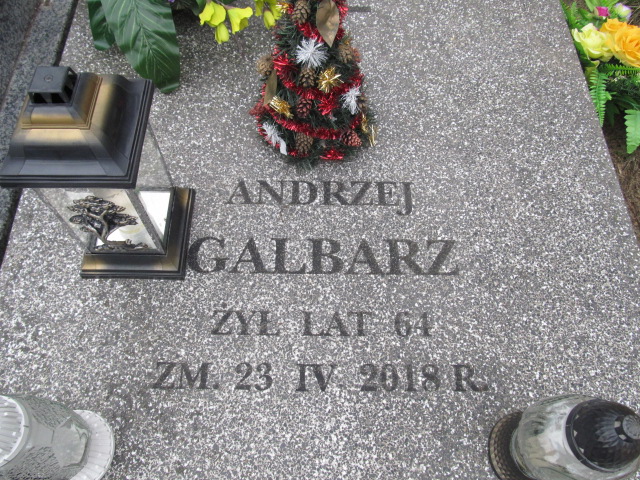 ANDRZEJ
GALBARZ
ŻYŁ LAT 64
ZM. 23 IV 2018 R.